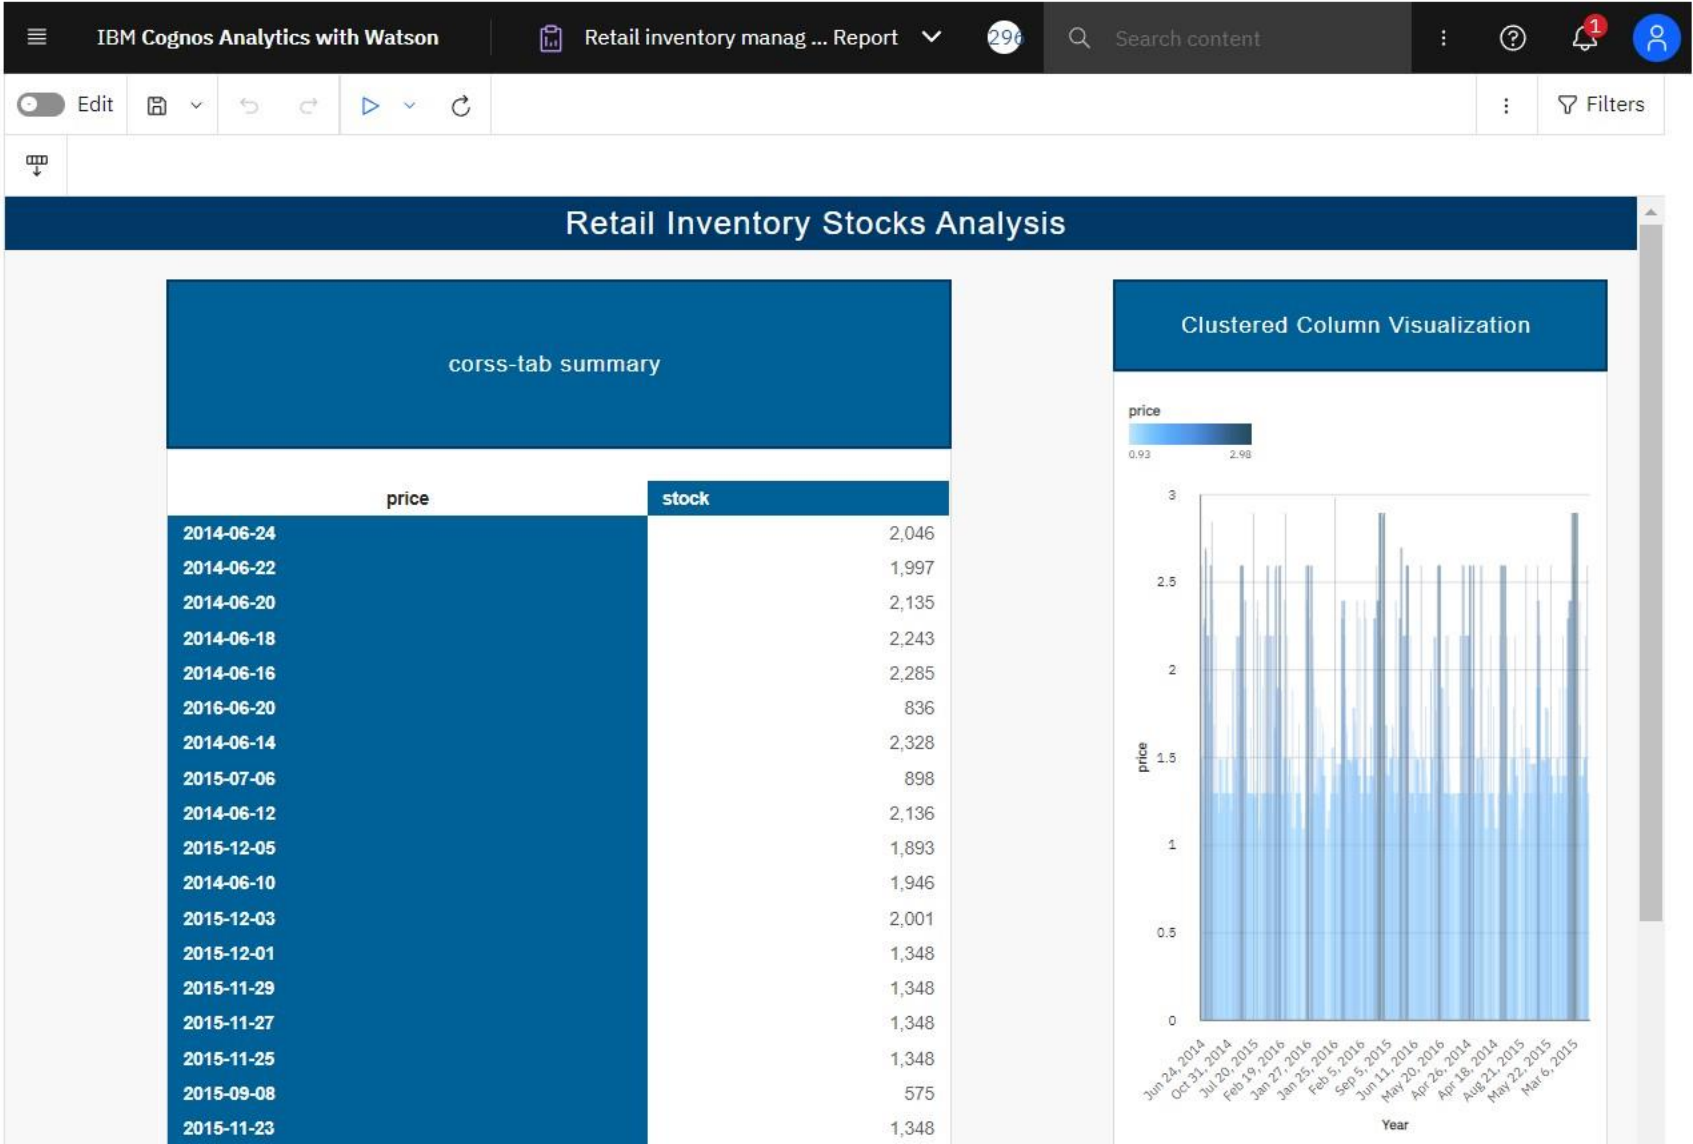 IBM Cognos Analytics with Watson
Retail inventory manag ... Report
296
Search content
1
Edit
Filters
Retail Inventory Stocks Analysis
corss-tab summary
price stock
2014-06-24 2,046
2014-06-22 1,997
2014-06-20 2,135
2014-06-18 2,243
2014-06-16 2,285
2016-06-20 836
2014-06-14 2,328
2015-07-06 898
2014-06-12 2,136
2015-12-05 1,893
2014-06-10 1,946
2015-12-03 2,001
2015-12-01 1,348
2015-11-29 1,348
2015-11-27 1,348
2015-11-25 1,348
2015-09-08 575
2015-11-23 1,348
Clustered Column Visualization
price
0.93 2.98
3
2.5
2
1.5
1
0.5
0
price
Jun 24, 2014
Oct 31, 2014
Jul 20, 2015
Feb 19, 2016
Jan 27, 2016
Jan 25, 2016
Feb 5, 2016
Sep 5, 2015
Jun 11, 2016
May 20, 2016
Apr 26, 2014
Apr 18, 2014
Aug 21, 2015
May 22, 2015
Mar 6, 2015
Year